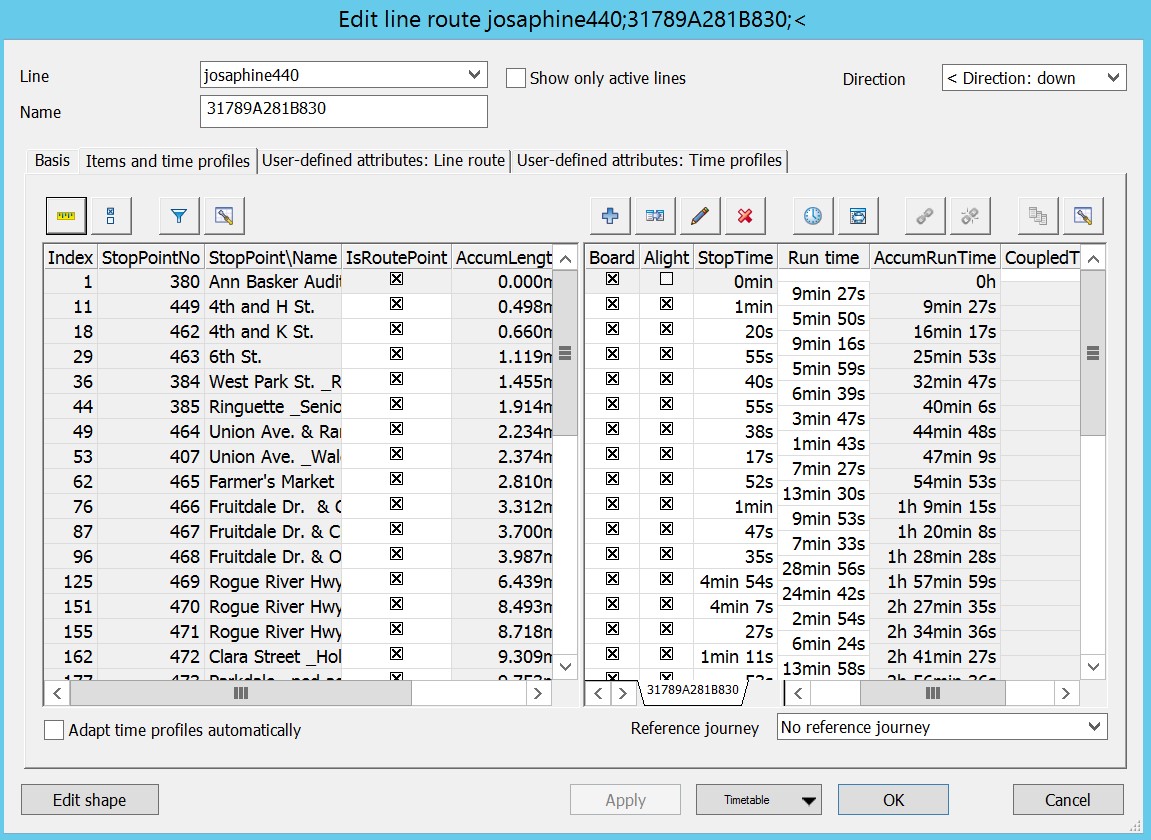 Edit line route josaphine440;31789A281B830;<
Line josaphine440 Show only active lines Direction < Direction: down
Name 31789A281B830
Basis Items and time profiles User-defined attributes: Line route User-defined attributes: Time profiles
Index StopPointNo StopPoint\Name IsRoutePoint AccumLengt Board Alight StopTime Run time AccumRunTime CoupledT
1 380 Ann Basker Audit 0.000m 0min 0h
9min 27s
11 449 4th and H St. 0.498m 1min 9min 27s
5min 50s
18 462 4th and K St. 0.660m 20s 16min 17s
9min 16s
29 463 6th St. 1.119m 55s 25min 53s
5min 59s
36 384 West Park St. _R 1.455m 40s 32min 47s
6min 39s
44 385 Ringuette _Senio 1.914m 55s 40min 6s
3min 47s
49 464 Union Ave. & Rar 2.234m 38s 44min 48s
1min 43s
53 407 Union Ave. _Wal 2.374m 17s 47min 9s
7min 27s
62 465 Farmer's Market 2.810m 52s 54min 53s
13min 30s
76 466 Fruitdale Dr. & C 3.312m 1min 1h 9min 15s
9min 53s
87 467 Fruitdale Dr. & C 3.700m 47s 1h 20min 8s
7min 33s
96 468 Fruitdale Dr. & O 3.987m 35s 1h 28min 28s
28min 56s
125 469 Rogue River Hwy 6.439m 4min 54s 1h 57min 59s
24min 42s
151 470 Rogue River Hwy 8.493m 4min 7s 2h 27min 35s
2min 54s
155 471 Rogue River Hwy 8.718m 27s 2h 34min 36s
6min 24s
162 472 Clara Street _Hol 9.309m 1min 11s 2h 41min 27s
13min 58s
31789A281B830
Adapt time profiles automatically Reference journey No reference journey
Edit shape Apply Timetable OK Cancel